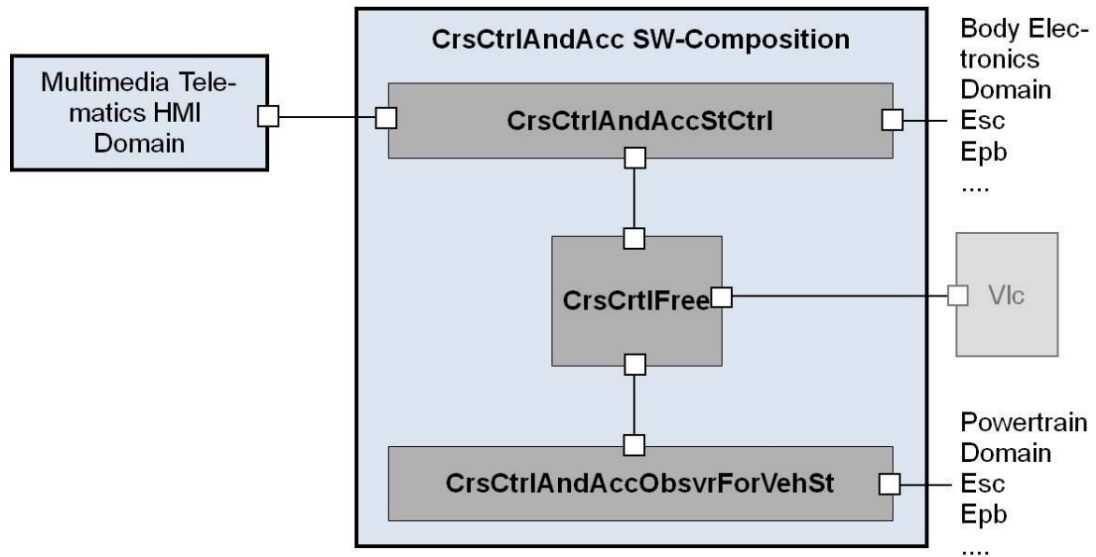 CrsCtrlAndAcc SW-Composition
Multimedia Tele-
matics HMI
Domain
CrsCtrlAndAccStCtrl
Body Elec-
tronics
Domain
Esc
Epb
....
CrsCrtlFree
Vlc
CrsCtrlAndAccObsvrForVehSt
Powertrain
Domain
Esc
Epb
....